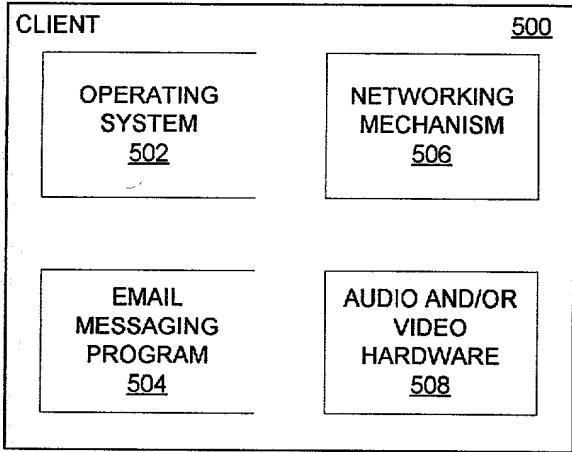 CLIENT 500
OPERATING
SYSTEM
502
NETWORKING
MECHANISM
506
EMAIL
MESSAGING
PROGRAM
504
AUDIO AND/OR
VIDEO
HARDWARE
508